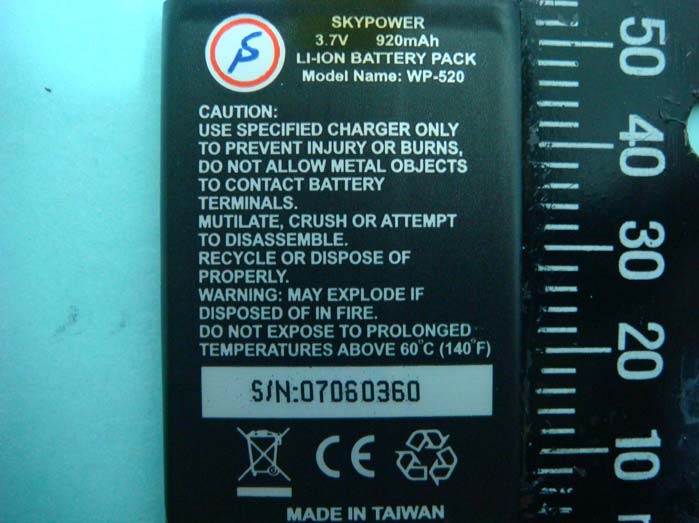 SKYPOWER
3.7V 920mAh
LI-ION BATTERY PACK
Model Name: WP-520
CAUTION:
USE SPECIFIED CHARGER ONLY
TO PREVENT INJURY OR BURNS,
DO NOT ALLOW METAL OBJECTS
TO CONTACT BATTERY
TERMINALS.
MUTILATE, CRUSH OR ATTEMPT
TO DISASSEMBLE.
RECYCLE OR DISPOSE OF
PROPERLY.
WARNING: MAY EXPLODE IF
DISPOSED OF IN FIRE.
DO NOT EXPOSE TO PROLONGED
TEMPERATURES ABOVE 60°C (140°F)
S/N:07060360
CE
MADE IN TAIWAN
50
40
30
20
10